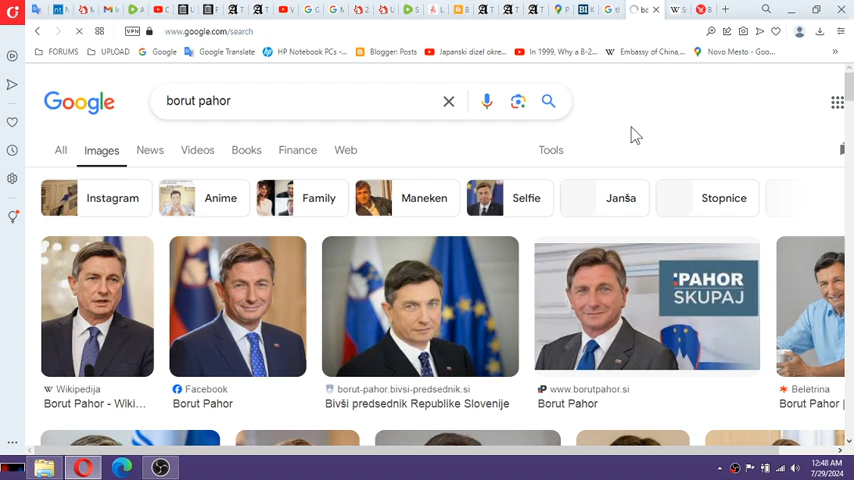 www.google.com/search
VPN
FORUMS
UPLOAD
Google
Google Translate
HP Notebook PCs -...
Blogger: Posts
Japanski dizel okre...
In 1999, Why a B-2...
Embassy of China,...
Novo Mesto - Goo...
Google
borut pahor
All
Images
News
Videos
Books
Finance
Web
Tools
Instagram
Anime
Family
Maneken
Selfie
Janša
Stopnice
:PAHOR
SKUPAJ
Wikipedija
Borut Pahor - Wiki...
Facebook
Borut Pahor
borut-pahor.bivsi-predsednik.si
Bivši predsednik Republike Slovenije
www.borutpahor.si
Borut Pahor
Beletrina
Borut Pahor |
12:48 AM
7/29/2024